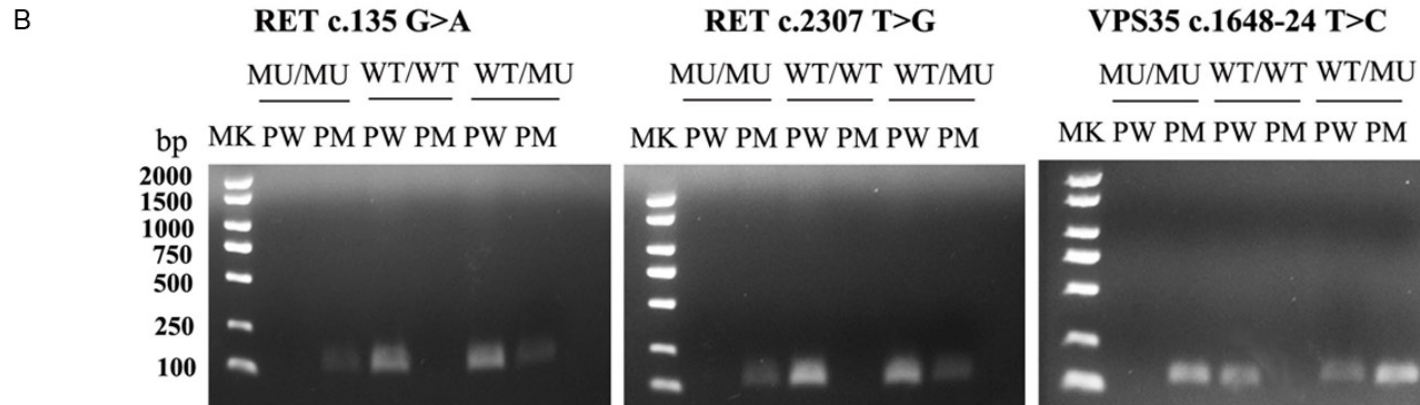 B
RET c.135 G>A RET c.2307 T>G VPS35 c.1648-24 T>C
MU/MU WT/WT WT/MU MU/MU WT/WT WT/MU MU/MU WT/WT WT/MU
bp MK PW PM PW PM PW PM MK PW PM PW PM PW PM MK PW PM PW PM PW PM
2000
1500
1000
750
500
250
100